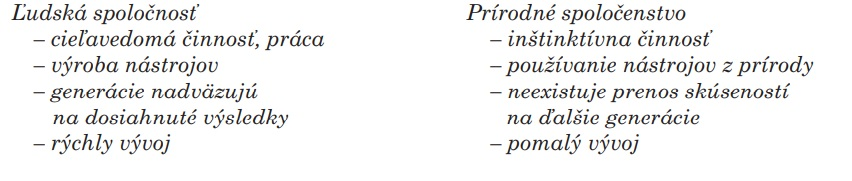 Ľudská spoločnosť
– cieľavedomá činnosť, práca
– výroba nástrojov
– generácie nadväzujú
na dosiahnuté výsledky
– rýchly vývoj
Prírodné spoločenstvo
– inštinktívna činnosť
– používanie nástrojov z prírody
– neexistuje prenos skúseností
na ďalšie generácie
– pomalý vývoj